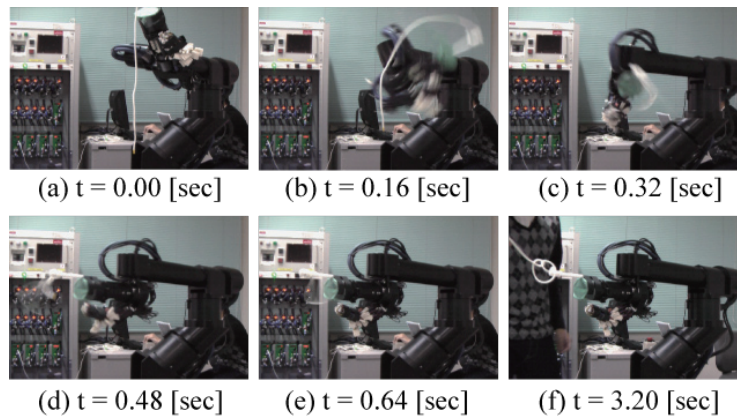 (a) t = 0.00 [sec]
(b) t = 0.16 [sec]
(c) t = 0.32 [sec]
(d) t = 0.48 [sec]
(e) t = 0.64 [sec]
(f) t = 3.20 [sec]